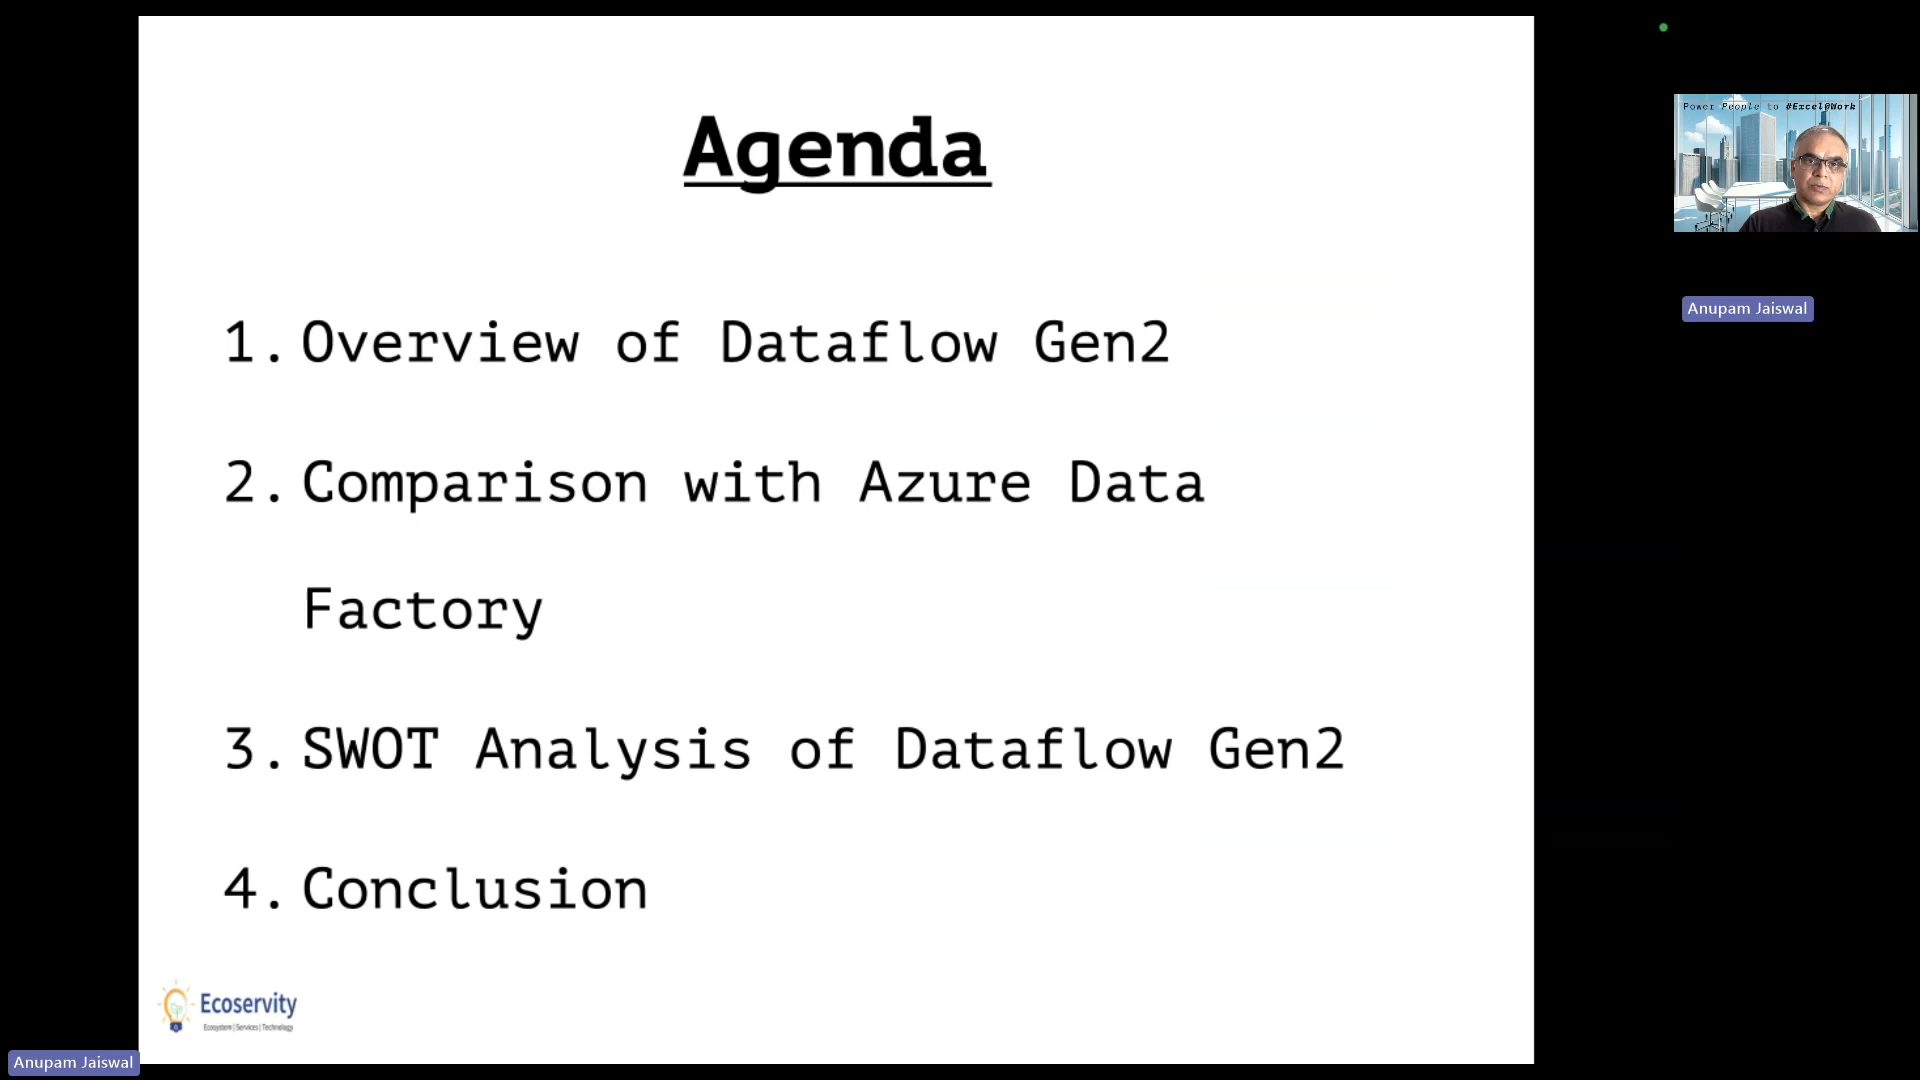 Agenda
1. Overview of Dataflow Gen2
2. Comparison with Azure Data
Factory
3. SWOT Analysis of Dataflow Gen2
4. Conclusion
Ecoservity
Ecosystem | Services | Technology
Anupam Jaiswal
Power People to #Excel@Work
Anupam Jaiswal